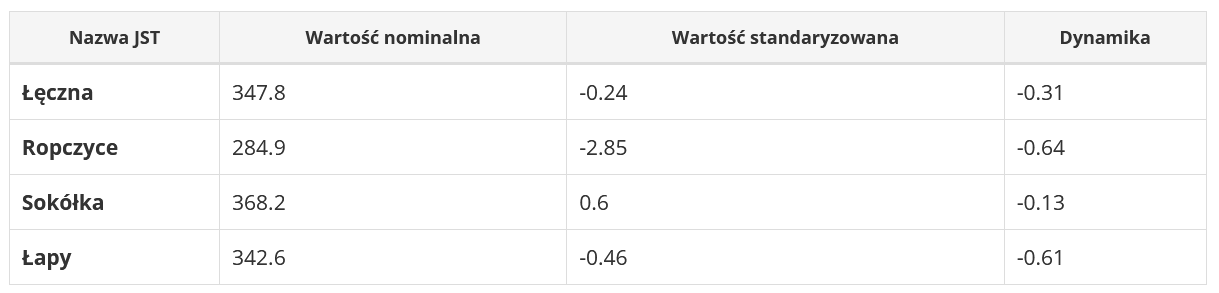 Nazwa JST Wartość nominalna Wartość standaryzowana Dynamika
Łęczna 347.8 -0.24 -0.31
Ropczyce 284.9 -2.85 -0.64
Sokółka 368.2 0.6 -0.13
Łapy 342.6 -0.46 -0.61